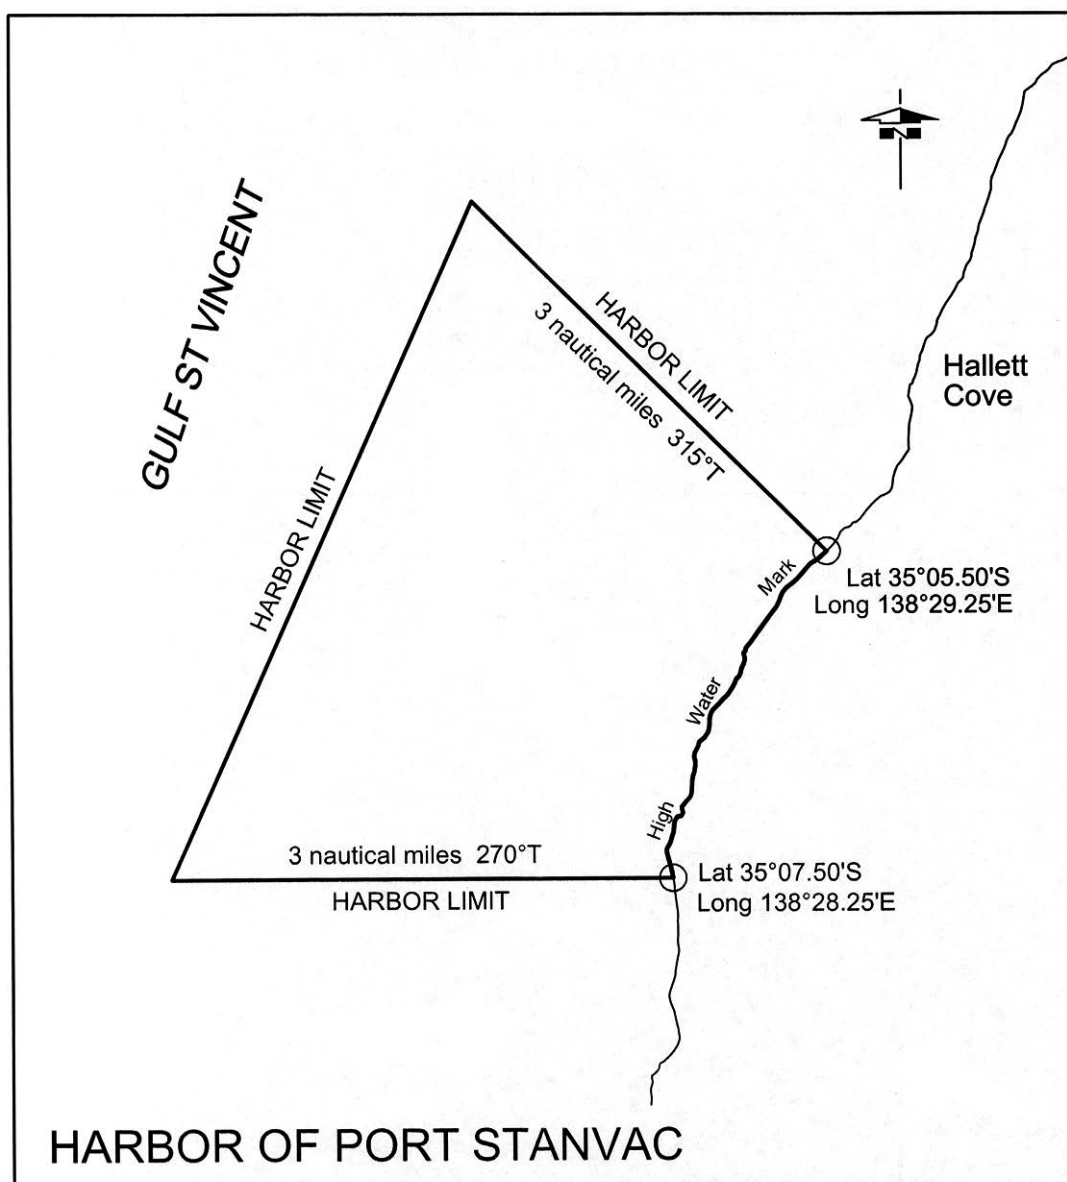 N
GULF ST VINCENT
HARBOR LIMIT
3 nautical miles 315°T
Hallett
Cove
HARBOR LIMIT
Mark
Lat 35°05.50'S
Long 138°29.25'E
Water
High
3 nautical miles 270°T
HARBOR LIMIT
Lat 35°07.50'S
Long 138°28.25'E
HARBOR OF PORT STANVAC